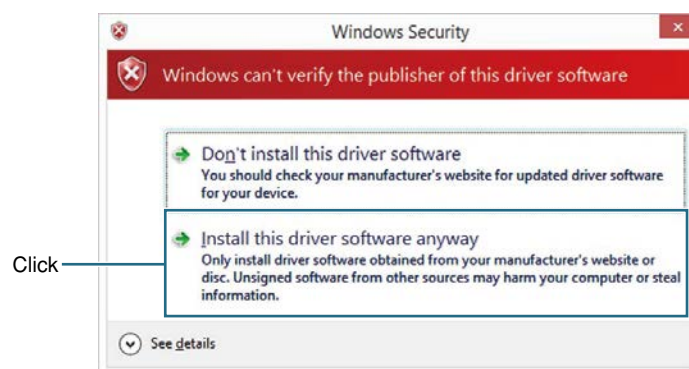 Windows Security
Windows can't verify the publisher of this driver software
Don't install this driver software
You should check your manufacturer's website for updated driver software
for your device.
Install this driver software anyway
Click
Only install driver software obtained from your manufacturer's website or
disc. Unsigned software from other sources may harm your computer or steal
information.
See details